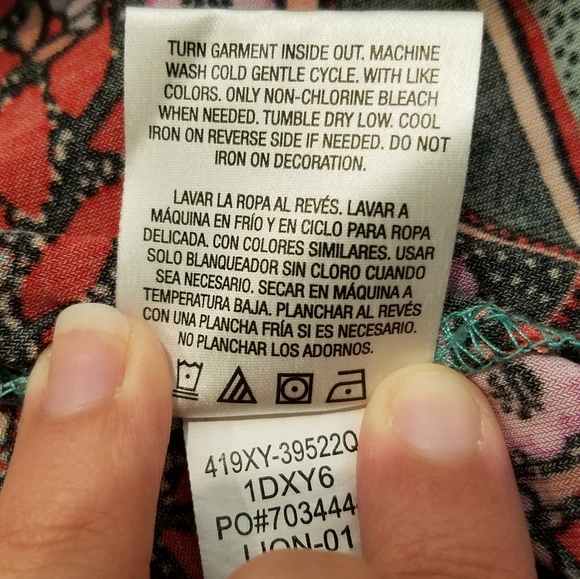 TURN GARMENT INSIDE OUT. MACHINE
WASH COLD GENTLE CYCLE. WITH LIKE
COLORS. ONLY NON-CHLORINE BLEACH
WHEN NEEDED. TUMBLE DRY LOW. COOL
IRON ON REVERSE SIDE IF NEEDED. DO NOT
IRON ON DECORATION.
LAVAR LA ROPA AL REVÉS. LAVAR A
MÁQUINA EN FRÍO Y EN CICLO PARA ROPA
DELICADA. CON COLORES SIMILARES. USAR
SOLO BLANQUEADOR SIN CLORO CUANDO
SEA NECESARIO. SECAR EN MÁQUINA A
TEMPERATURA BAJA. PLANCHAR AL REVÉS
CON UNA PLANCHA FRÍA SI ES NECESARIO.
NO PLANCHAR LOS ADORNOS.
419XY-39522Q
1DXY6
PO#703444
LION-01